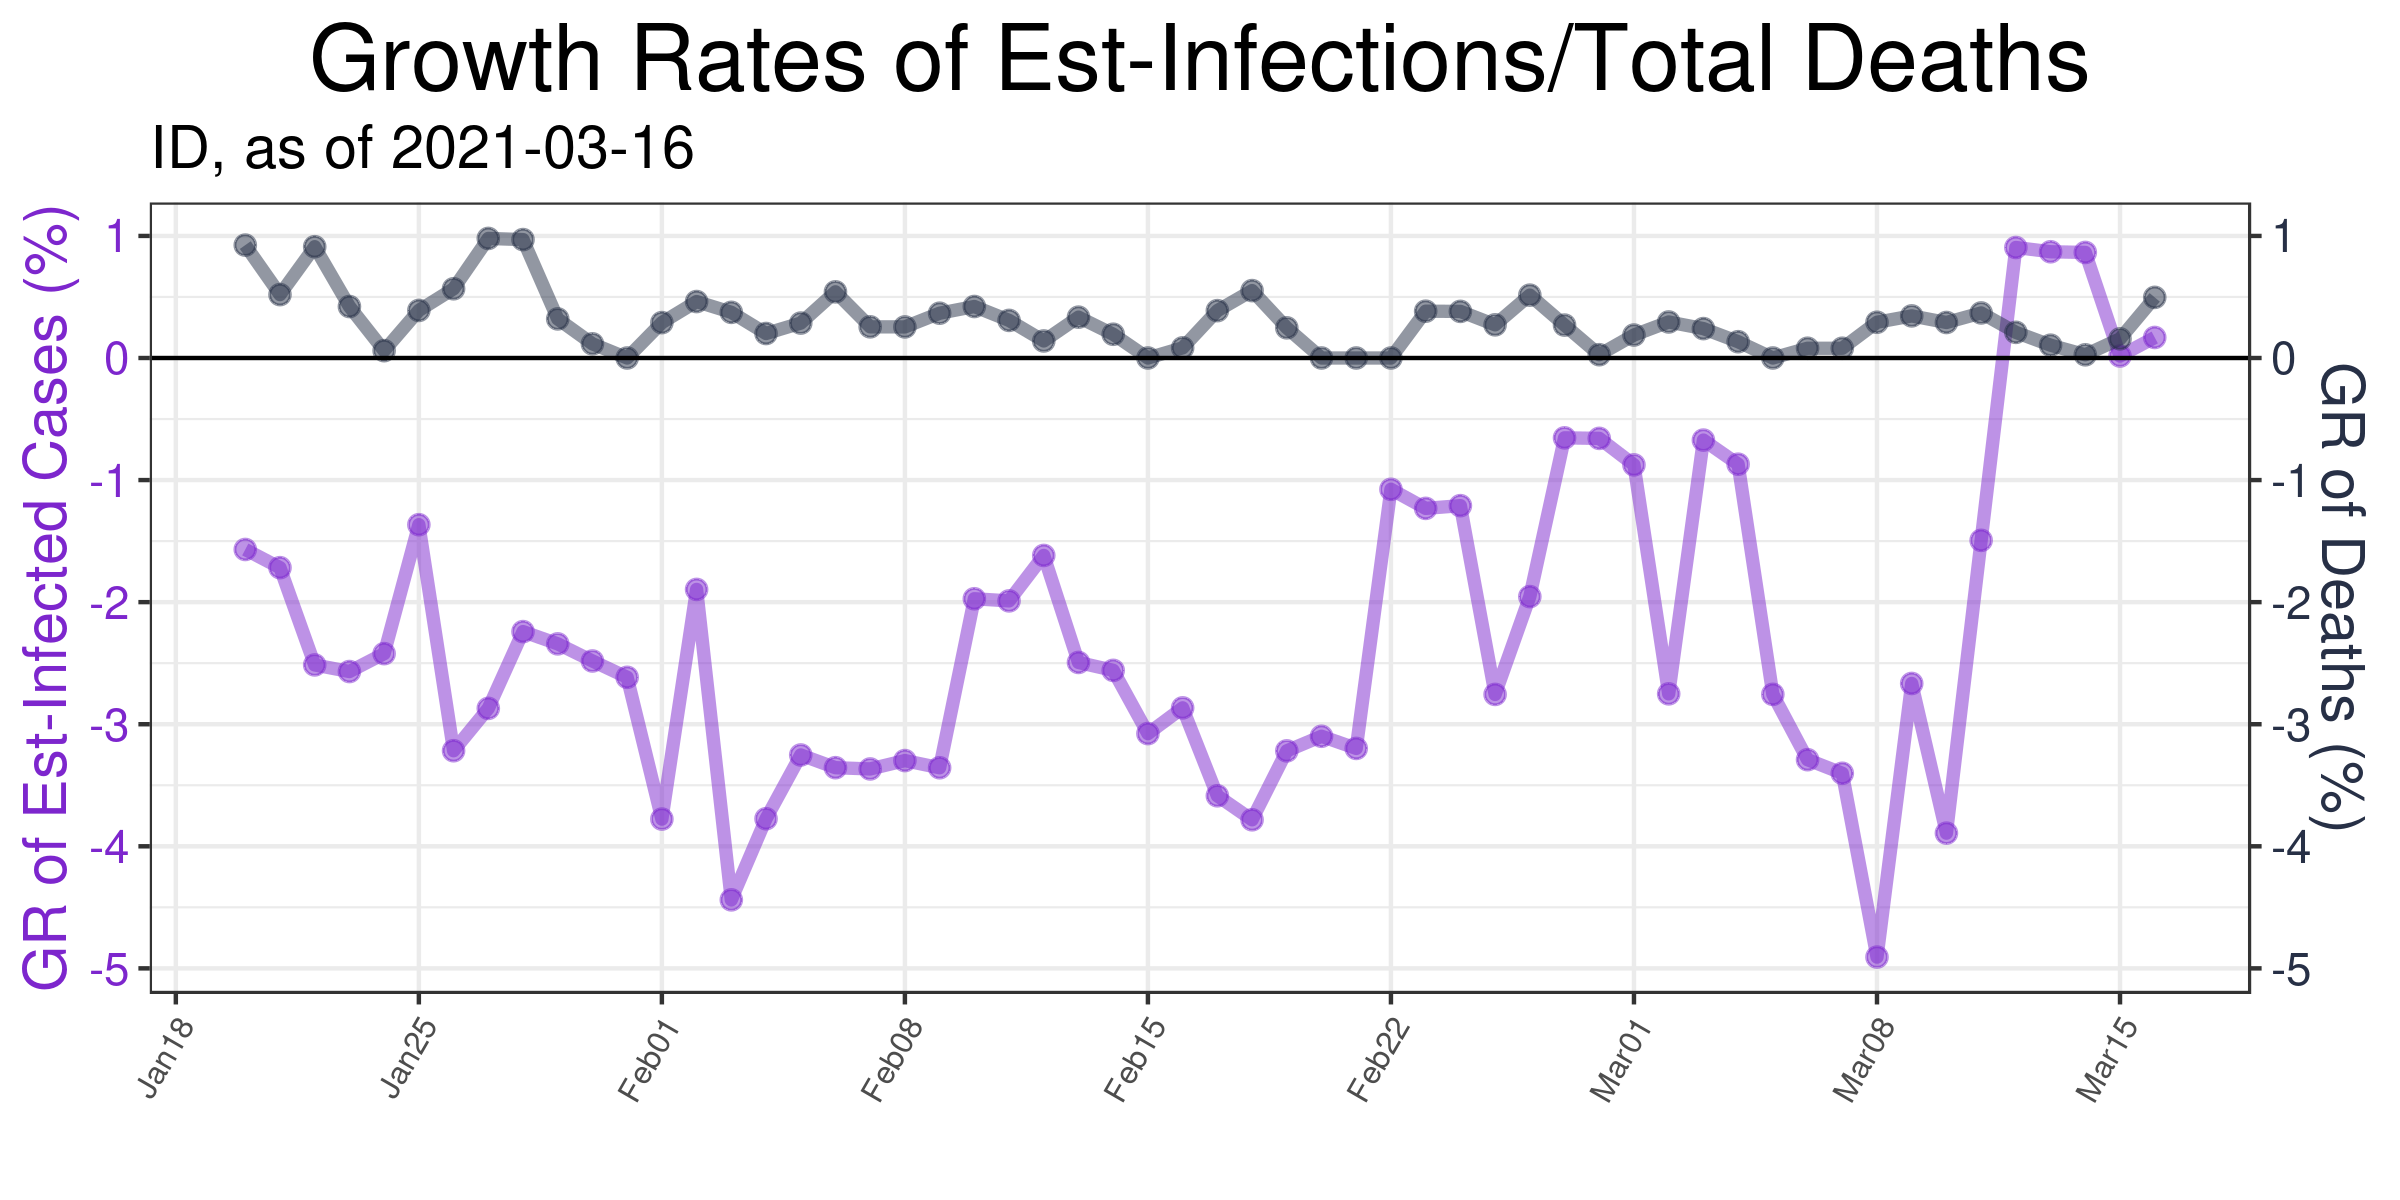 Growth Rates of Est-Infections/Total Deaths
ID, as of 2021-03-16
GR of Est-Infected Cases (%)
1
0
-1
-2
-3
-4
-5
1
0
-1
-2
-3
-4
-5
GR of Deaths (%)
Jan18
Jan25
Feb01
Feb08
Feb15
Feb22
Mar01
Mar08
Mar15